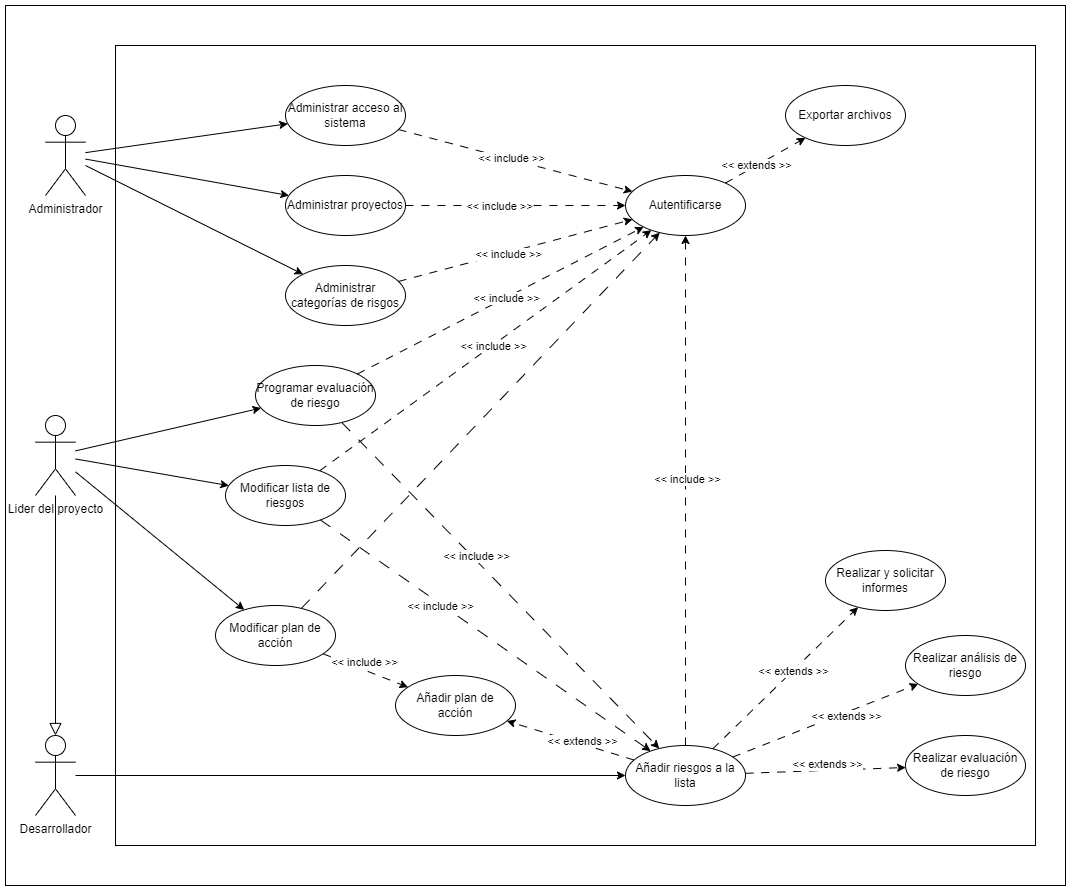 Administrar acceso al
sistema
Exportar archivos
<< include >>
<< extends >>
Administrador
Administrar proyectos
<< include >>
Autentificarse
<< include >>
Administrar
categorías de risgos
<< include >>
<< include >>
Programar evaluación
de riesgo
Lider del proyecto
Modificar lista de
riesgos
<< include >>
<< include >>
Realizar y solicitar
informes
<< include >>
Modificar plan de
acción
<< include >>
Realizar análisis de
riesgo
<< extends >>
Añadir plan de
acción
<< extends >>
<< extends >>
Realizar evaluación
de riesgo
<< extends >>
Añadir riesgos a la
lista
Desarrollador